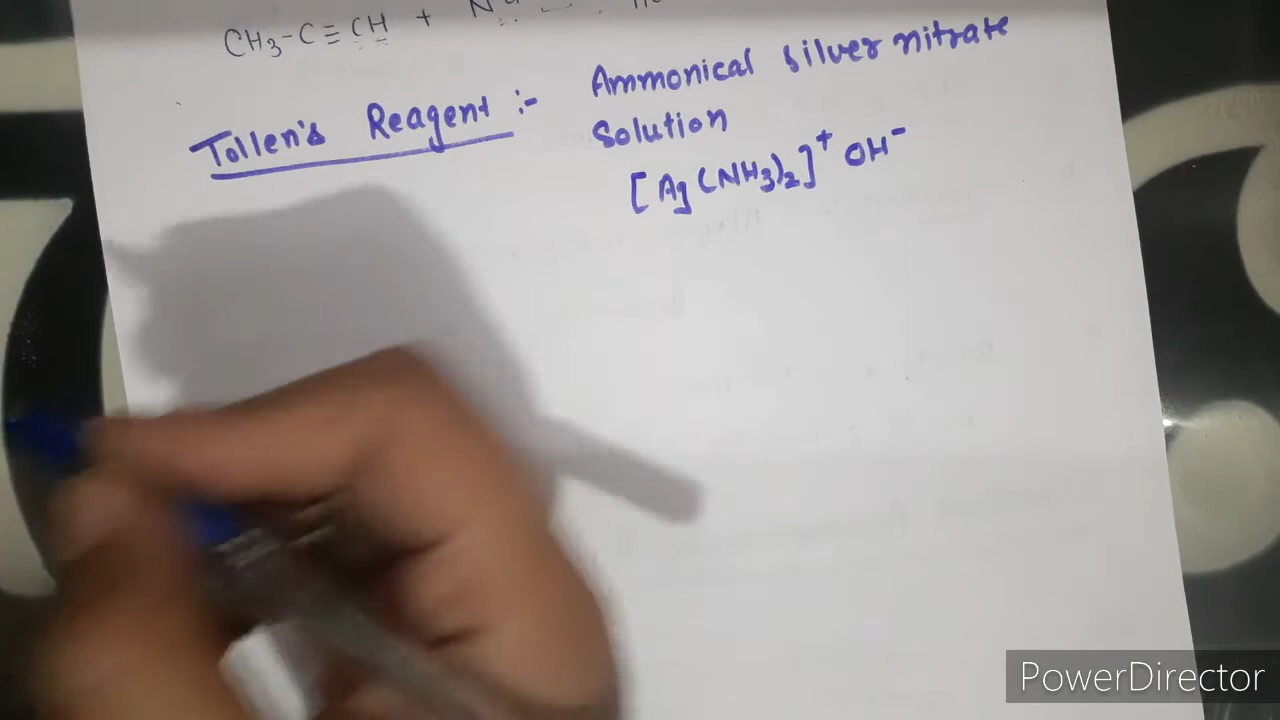 CH3-C≡CH +
Tollen's Reagent :- Ammonical silver nitrate
Solution
[Ag(NH3)2]⁺ OH⁻
PowerDirector